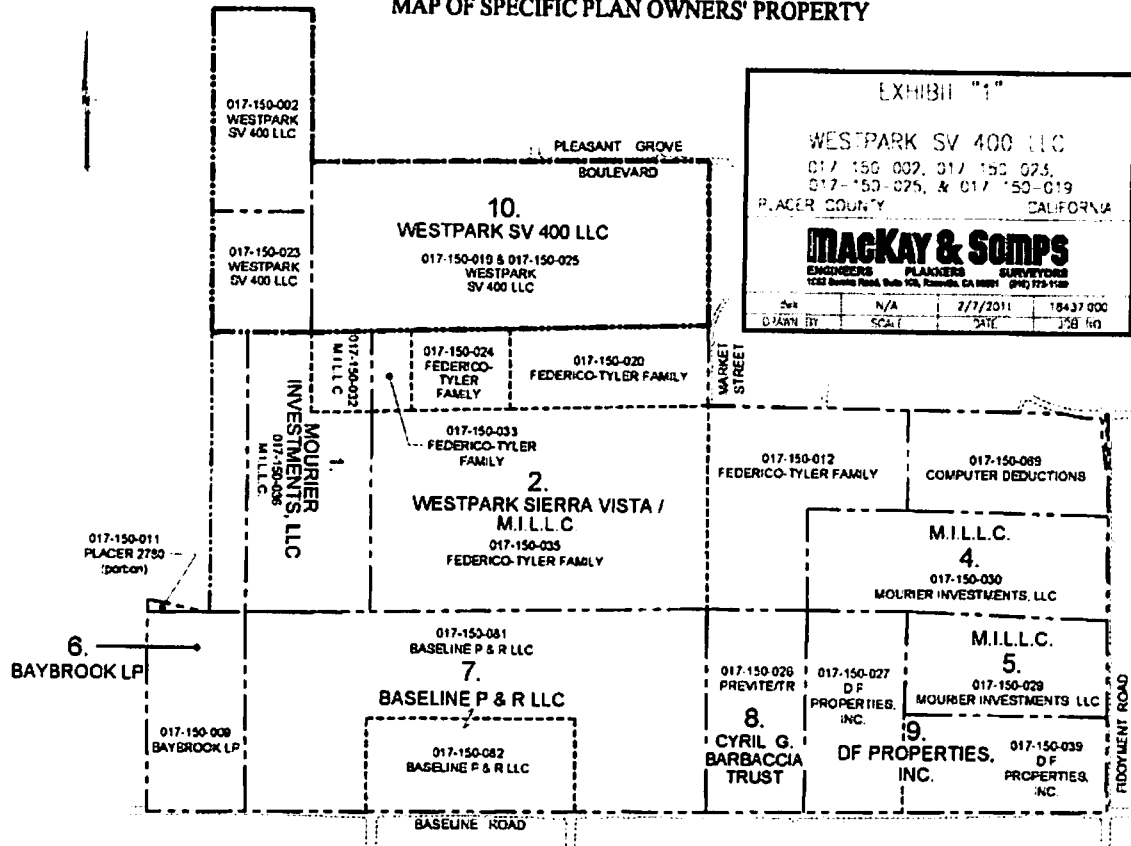 MAP OF SPECIFIC PLAN OWNERS' PROPERTY
EXHIBIT "1"
WESTPARK SV 400 LLC
017-150-002, 017-150-023,
017-150-025, & 017-150-019
PLACER COUNTY
CALIFORNIA
MACKAY & SOMPS
ENGINEERS PLANNERS SURVEYORS
N/A
2/7/2011
18437.000
DRAWN BY
SCALE
DATE
JOB NO
017-150-002
WESTPARK
SV 400 LLC
PLEASANT GROVE
BOULEVARD
10.
WESTPARK SV 400 LLC
017-150-019 & 017-150-025
WESTPARK
SV 400 LLC
017-150-023
WESTPARK
SV 400 LLC
017-150-032
M I L L C
017-150-024
FEDERICO-
TYLER
FAMILY
017-150-020
FEDERICO-TYLER FAMILY
MARKET
STREET
1.
MOURIER
INVESTMENTS, LLC
017-150-036
M.I.L.L.C.
017-150-033
FEDERICO-TYLER
FAMILY
2.
WESTPARK SIERRA VISTA /
M.I.L.L.C.
017-150-035
FEDERICO-TYLER FAMILY
017-150-012
FEDERICO-TYLER FAMILY
017-150-069
COMPUTER DEDUCTIONS
M.I.L.L.C.
4.
017-150-030
MOURIER INVESTMENTS, LLC
017-150-011
PLACER 2780
(portion)
6.
BAYBROOK LP
017-150-009
BAYBROOK LP
017-150-081
BASELINE P & R LLC
7.
BASELINE P & R LLC
017-150-082
BASELINE P & R LLC
017-150-026
PREVITE/TR
8.
CYRIL G.
BARBACCIA
TRUST
017-150-027
D F
PROPERTIES,
INC.
M.I.L.L.C.
5.
017-150-029
MOURIER INVESTMENTS LLC
9.
DF PROPERTIES,
INC.
017-150-039
D F
PROPERTIES,
INC.
FIDDYMENT ROAD
BASELINE ROAD